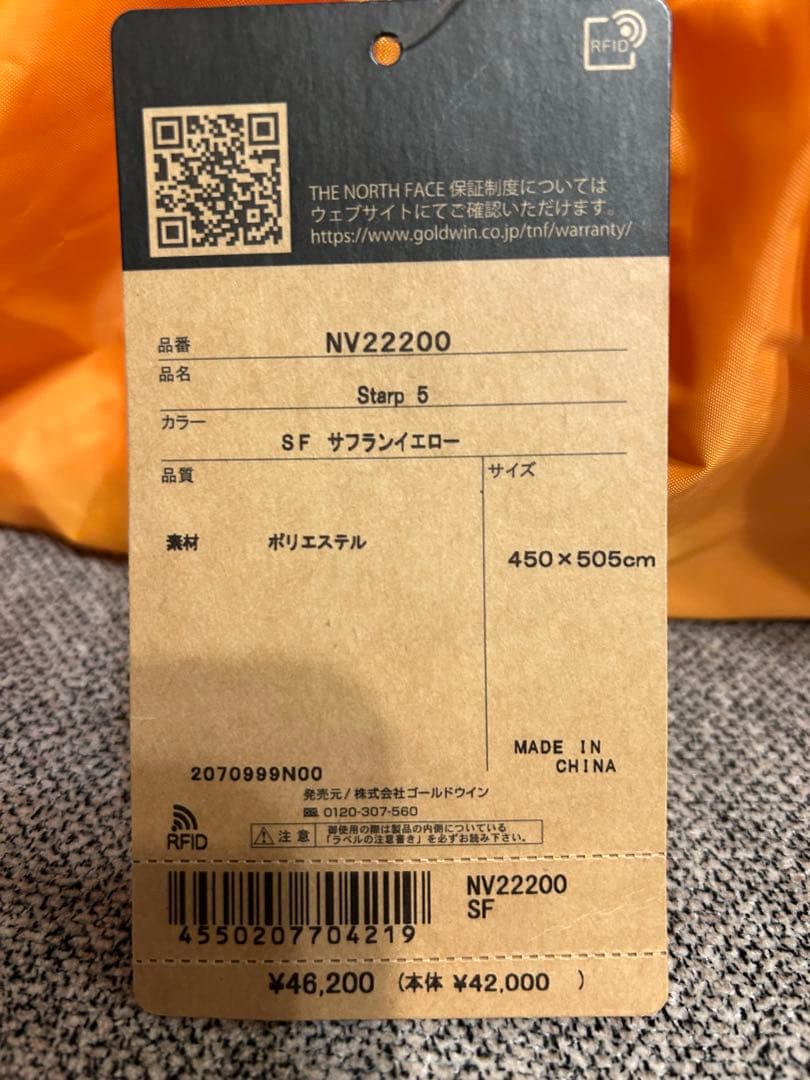 RFID
THE NORTH FACE 保証制度については
ウェブサイトにてご確認いただけます。
https://www.goldwin.co.jp/tnf/warranty/
品番 NV22200
品名
Starp 5
カラー
SF サフランイエロー
品質
サイズ
素材 ポリエステル
450×505cm
MADE IN
CHINA
2070999N00
発売元/株式会社ゴールドウイン
0120-307-560
RFID
注意
御使用の際は製品の内側についている
「ラベルの注意書き」を必ずお読み下さい。
NV22200
SF
4550207704219
¥46,200 (本体 ¥42,000 )